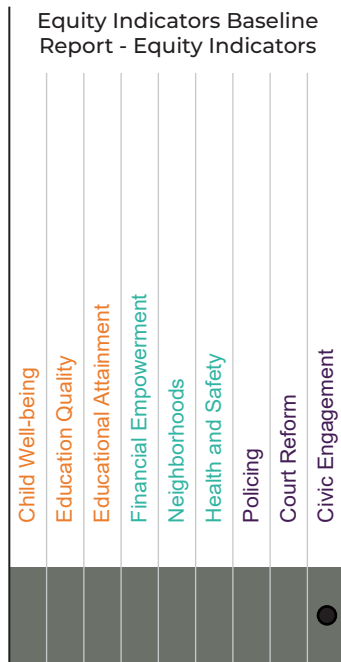 Equity Indicators Baseline
Report - Equity Indicators
Child Well-being
Education Quality
Educational Attainment
Financial Empowerment
Neighborhoods
Health and Safety
Policing
Court Reform
Civic Engagement